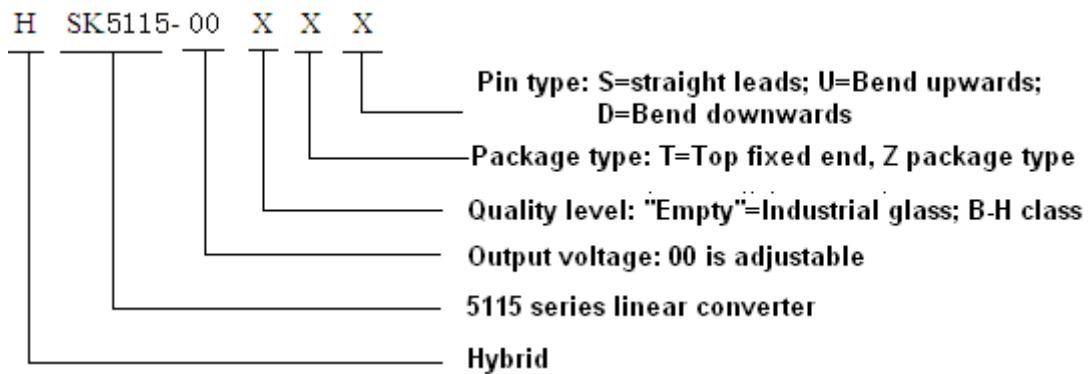 H SK5115- 00 X X X
Pin type: S=straight leads; U=Bend upwards;
D=Bend downwards
Package type: T=Top fixed end, Z package type
Quality level: "Empty"=Industrial glass; B-H class
Output voltage: 00 is adjustable
5115 series linear converter
Hybrid